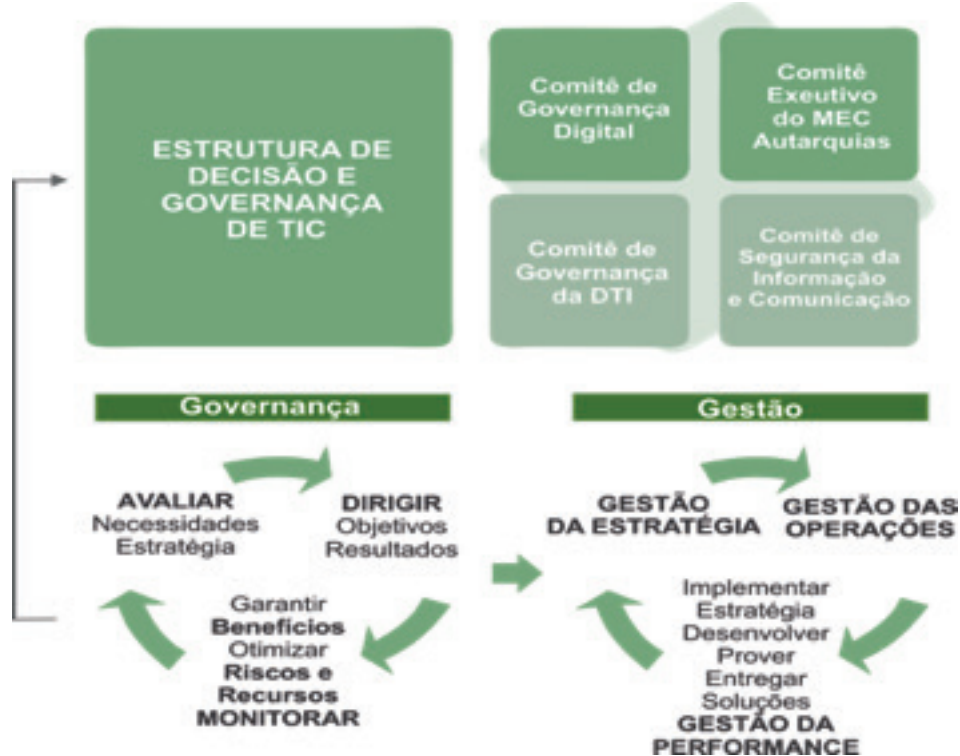 ESTRUTURA DE
DECISÃO E
GOVERNANÇA
DE TIC
Comitê de
Governança
Digital
Comitê
Exeutivo
do MEC
Autarquias
Comitê de
Governança
da DTI
Comitê de
Segurança da
Informação
e Comunicação
Governança
AVALIAR
Necessidades
Estratégia
DIRIGIR
Objetivos
Resultados
Garantir
Benefícios
Otimizar
Riscos e
Recursos
MONITORAR
Gestão
GESTÃO
DA ESTRATÉGIA
GESTÃO DAS
OPERAÇÕES
Implementar
Estratégia
Desenvolver
Prover
Entregar
Soluções
GESTÃO DA
PERFORMANCE